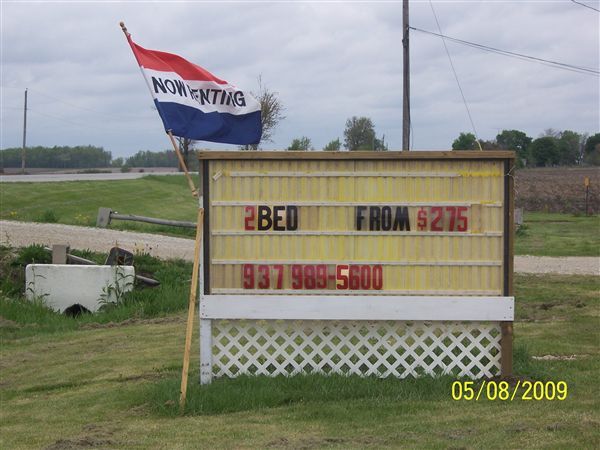 NOW RENTING
2BED FROM $275
937 989-5600
05/08/2009